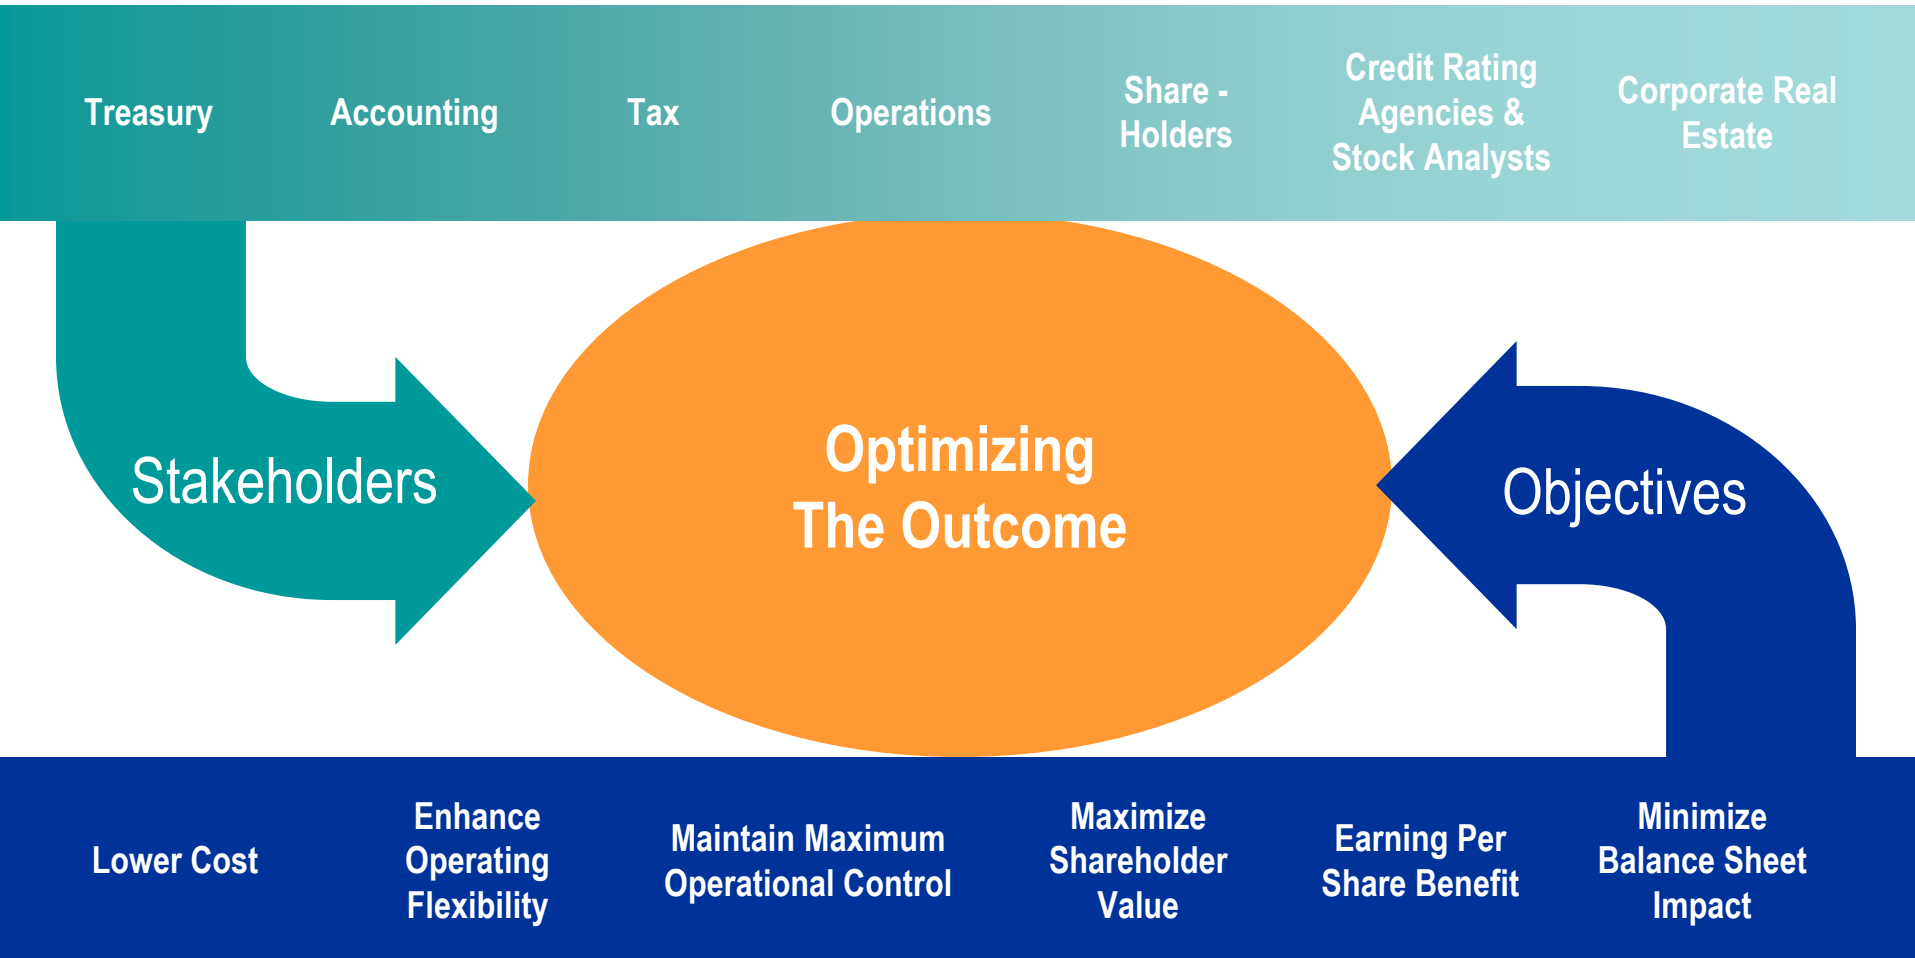 Treasury
Accounting
Tax
Operations
Share -
Holders
Credit Rating
Agencies &
Stock Analysts
Corporate Real
Estate
Stakeholders
Optimizing
The Outcome
Objectives
Lower Cost
Enhance
Operating
Flexibility
Maintain Maximum
Operational Control
Maximize
Shareholder
Value
Earning Per
Share Benefit
Minimize
Balance Sheet
Impact